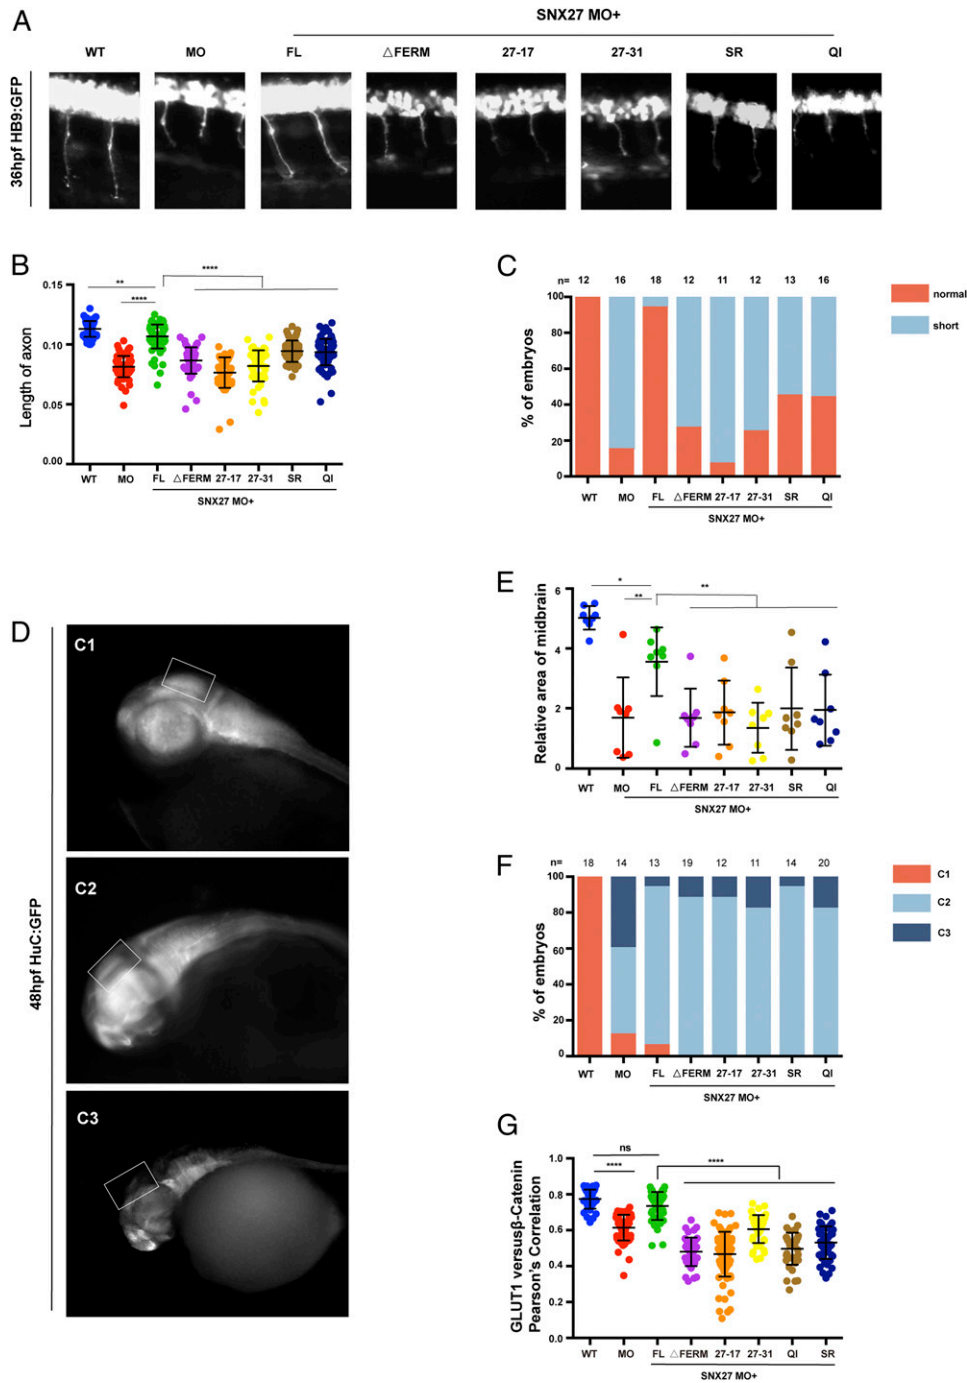 A
SNX27 MO+
WT MO FL △FERM 27-17 27-31 SR QI
36hpf HB9:GFP
B
** **** ****
Length of axon
0.15
0.10
0.05
0.00
WT MO FL △FERM 27-17 27-31 SR QI
SNX27 MO+
C
n= 12 16 18 12 11 12 13 16
% of embryos
100
80
60
40
20
0
WT MO FL △FERM 27-17 27-31 SR QI
SNX27 MO+
normal
short
D
48hpf HuC:GFP
C1
C2
C3
E
* ** **
Relative area of midbrain
6
4
2
0
WT MO FL △FERM 27-17 27-31 SR QI
SNX27 MO+
F
n= 18 14 13 19 12 11 14 20
% of embryos
100
80
60
40
20
0
WT MO FL △FERM 27-17 27-31 SR QI
SNX27 MO+
C1
C2
C3
G
ns
**** ****
GLUT1 versusβ-Catenin
Pearson's Correlation
1.0
0.8
0.6
0.4
0.2
0.0
WT MO FL △FERM 27-17 27-31 QI SR
SNX27 MO+